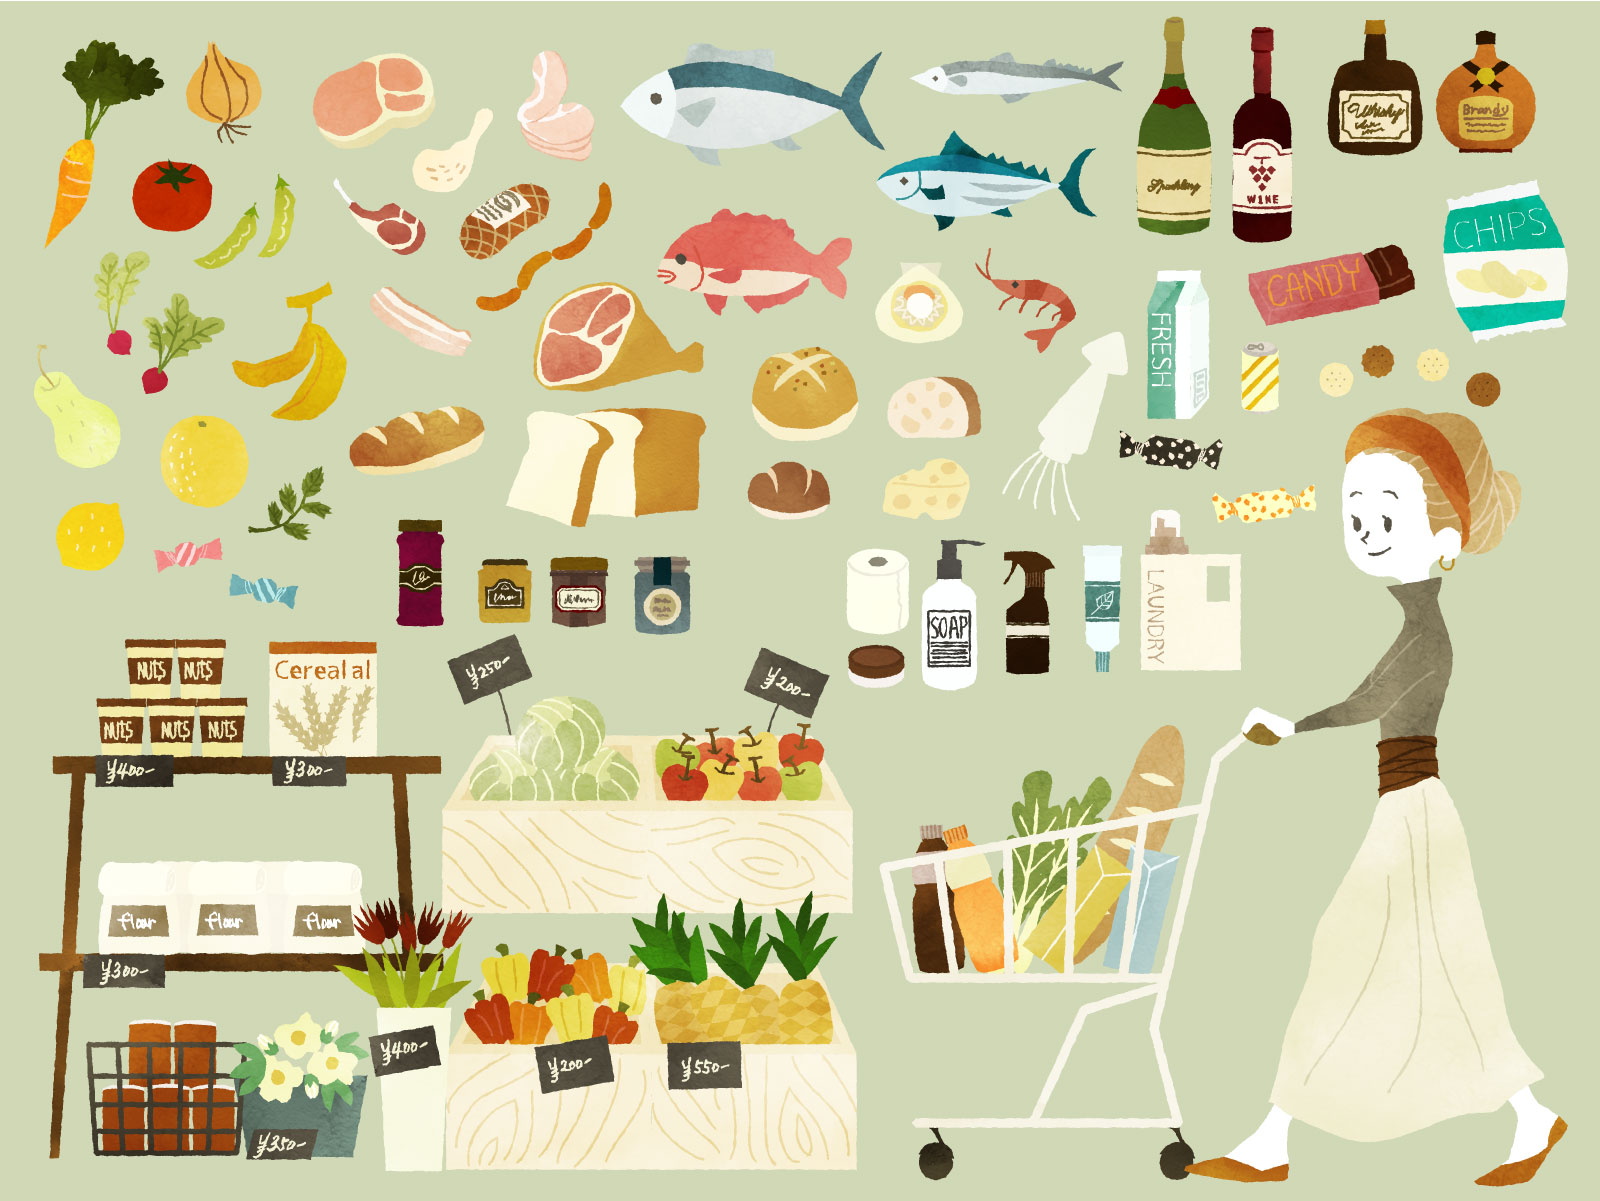 Whisky
Brandy
Sparkling
WINE
CHIPS
CANDY
FRESH
SOAP
LAUNDRY
NUTS
NUTS
NUTS
NUTS
NUTS
Cerealal
¥250-
¥200-
¥400-
¥300-
flour
flour
flour
¥300-
¥400-
¥200-
¥550-
¥350-